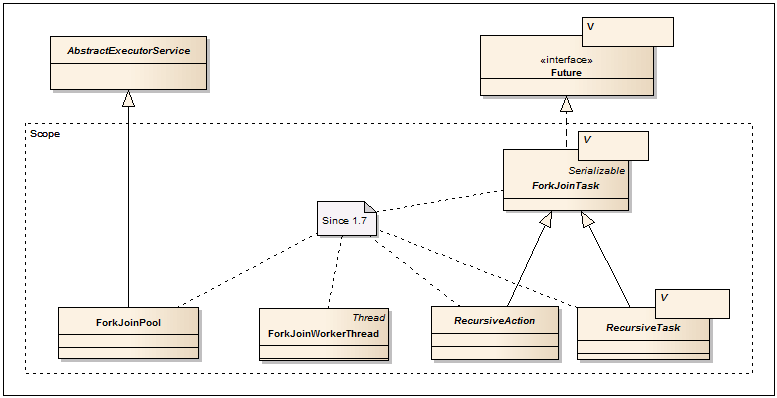 V
AbstractExecutorService
«interface»
Future
Scope
V
Serializable
ForkJoinTask
Since 1.7
V
ForkJoinPool
Thread
ForkJoinWorkerThread
RecursiveAction
RecursiveTask